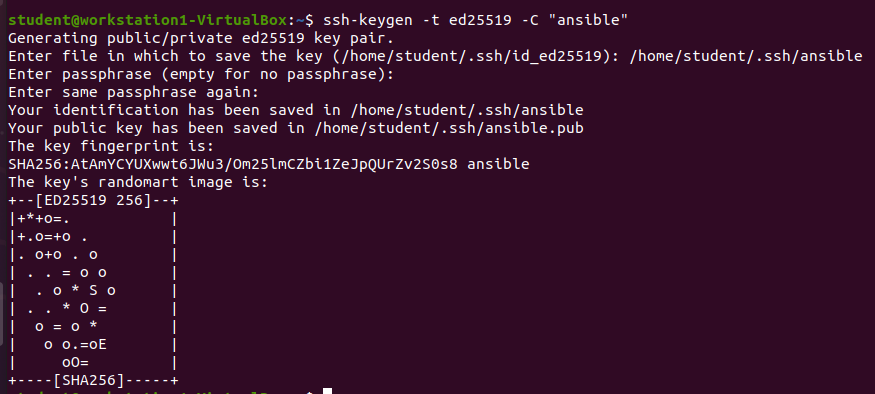 student@workstation1-VirtualBox:~$ ssh-keygen -t ed25519 -C "ansible"
Generating public/private ed25519 key pair.
Enter file in which to save the key (/home/student/.ssh/id_ed25519): /home/student/.ssh/ansible
Enter passphrase (empty for no passphrase):
Enter same passphrase again:
Your identification has been saved in /home/student/.ssh/ansible
Your public key has been saved in /home/student/.ssh/ansible.pub
The key fingerprint is:
SHA256:AtAmYCYUXwwt6JWu3/Om25lmCZbi1ZeJpQUrZv2S0s8 ansible
The key's randomart image is:
+--[ED25519 256]--+
|+*+o=.           |
|+.o=+o .         |
|. o+o . o        |
| . . = o o       |
|  . o * S o      |
| . . * O =       |
|  o = o *        |
|   o o.=oE       |
|     oO=         |
+----[SHA256]-----+